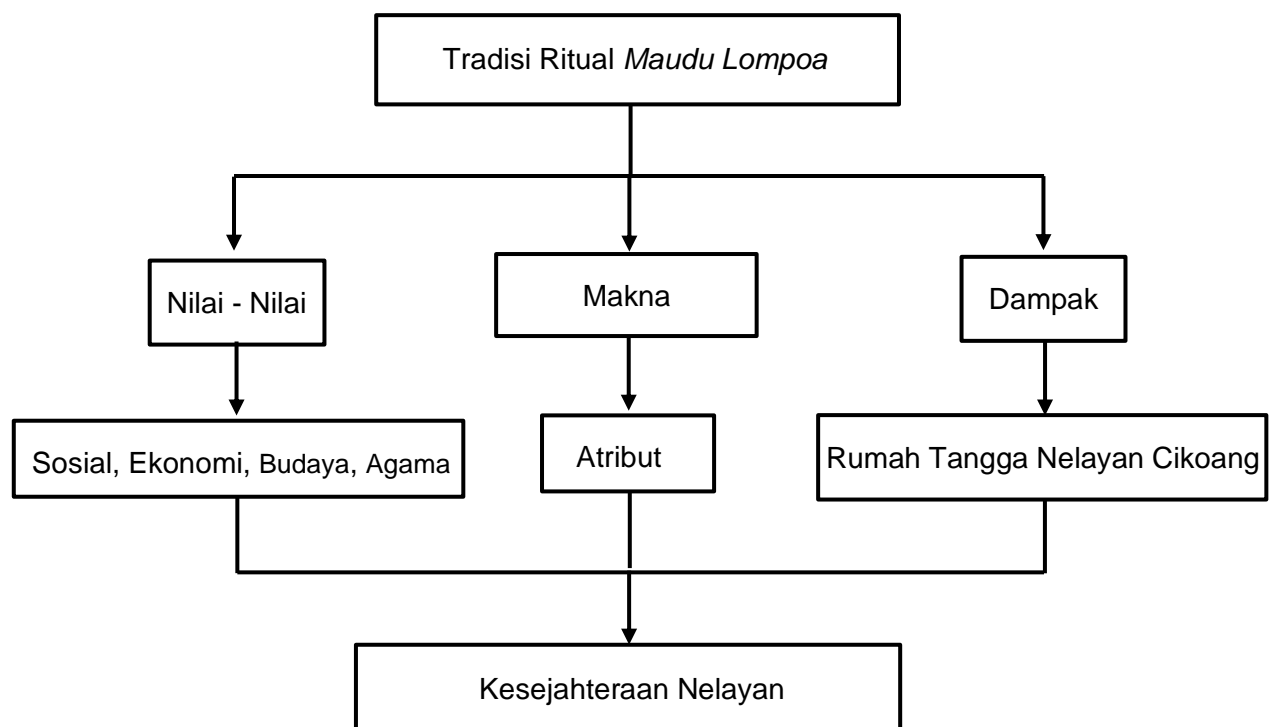 Tradisi Ritual Maudu Lompoa
Nilai - Nilai
Makna
Dampak
Sosial, Ekonomi, Budaya, Agama
Atribut
Rumah Tangga Nelayan Cikoang
Kesejahteraan Nelayan